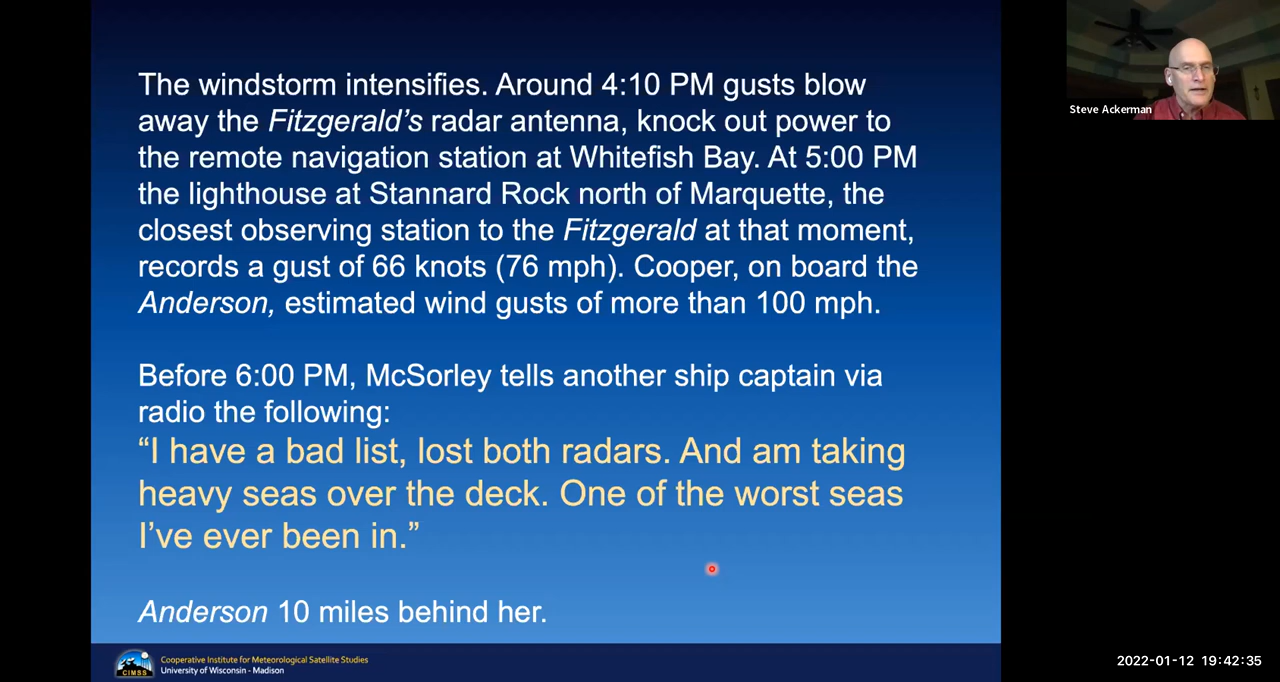 The windstorm intensifies. Around 4:10 PM gusts blow
away the Fitzgerald’s radar antenna, knock out power to
the remote navigation station at Whitefish Bay. At 5:00 PM
the lighthouse at Stannard Rock north of Marquette, the
closest observing station to the Fitzgerald at that moment,
records a gust of 66 knots (76 mph). Cooper, on board the
Anderson, estimated wind gusts of more than 100 mph.
Before 6:00 PM, McSorley tells another ship captain via
radio the following:
“I have a bad list, lost both radars. And am taking
heavy seas over the deck. One of the worst seas
I’ve ever been in.”
Anderson 10 miles behind her.
CIMSS
Cooperative Institute for Meteorological Satellite Studies
University of Wisconsin - Madison
Steve Ackerman
2022-01-12 19:42:35